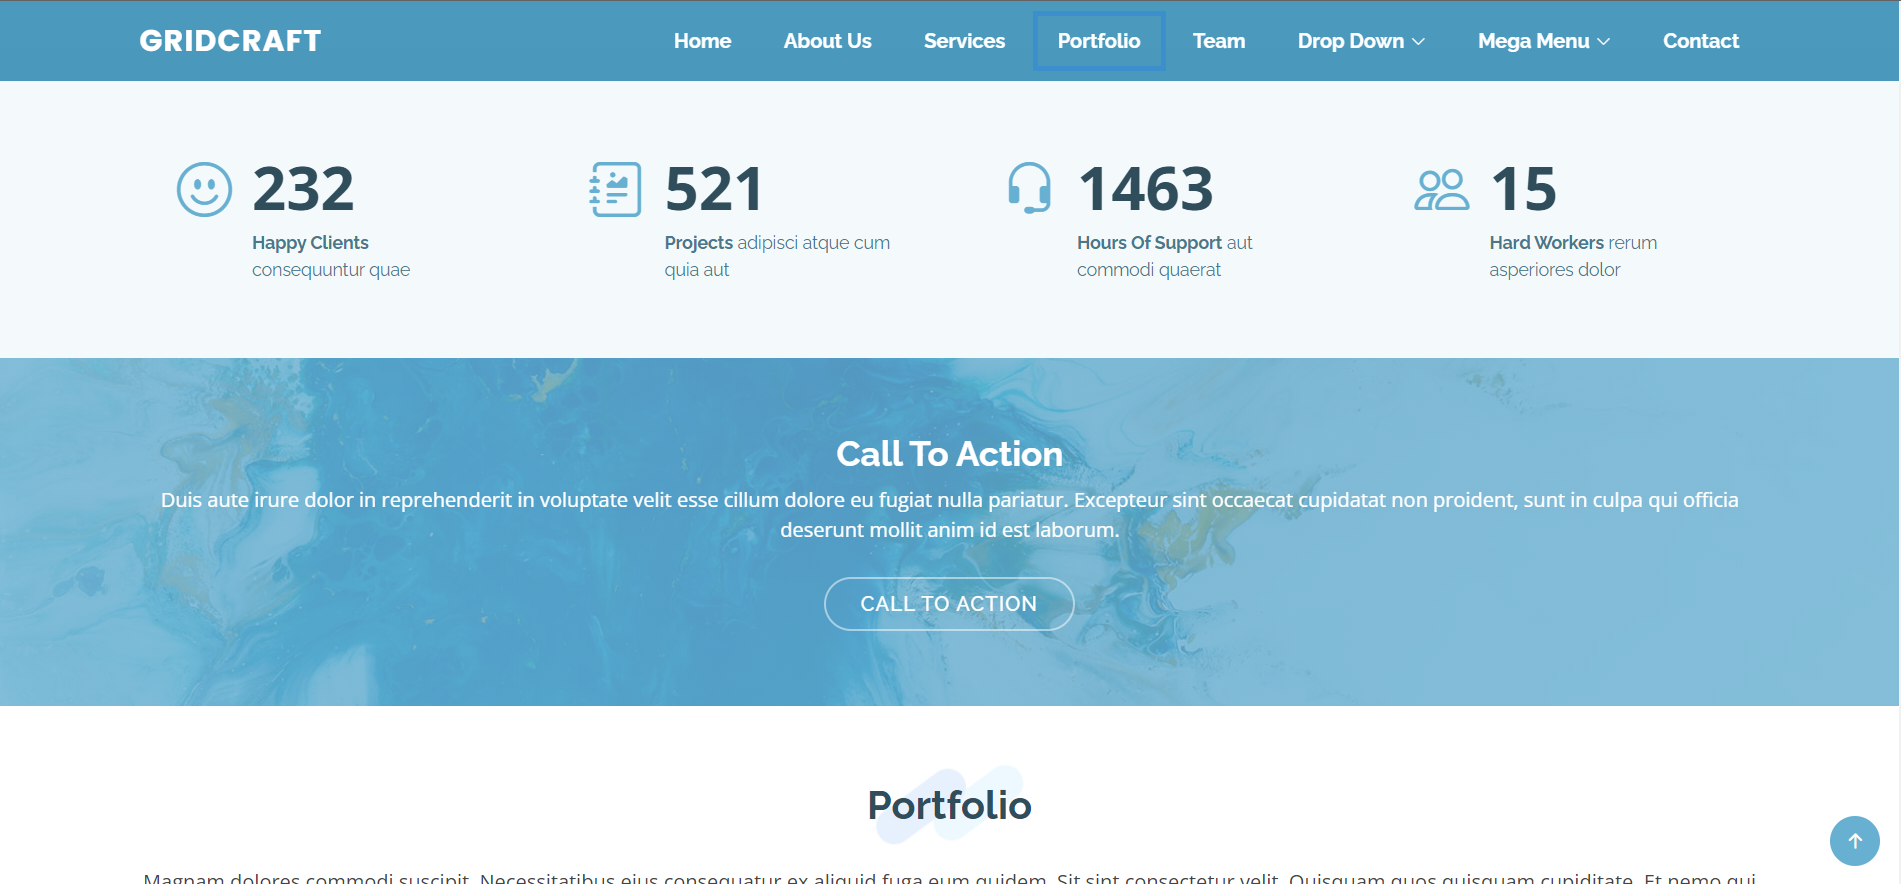 GRIDCRAFT
Home About Us Services Portfolio Team Drop Down Mega Menu Contact
232
Happy Clients
consequuntur quae
521
Projects adipisci atque cum
quia aut
1463
Hours Of Support aut
commodi quaerat
15
Hard Workers rerum
asperiores dolor
Call To Action
Duis aute irure dolor in reprehenderit in voluptate velit esse cillum dolore eu fugiat nulla pariatur. Excepteur sint occaecat cupidatat non proident, sunt in culpa qui officia
deserunt mollit anim id est laborum.
CALL TO ACTION
Portfolio
Magnam dolores commodi suscipit. Necessitatibus eius consequatur ex aliquid fuga eum quidem. Sit sint consectetur velit. Quisquam quos quisquam cupiditate. Et nemo qui